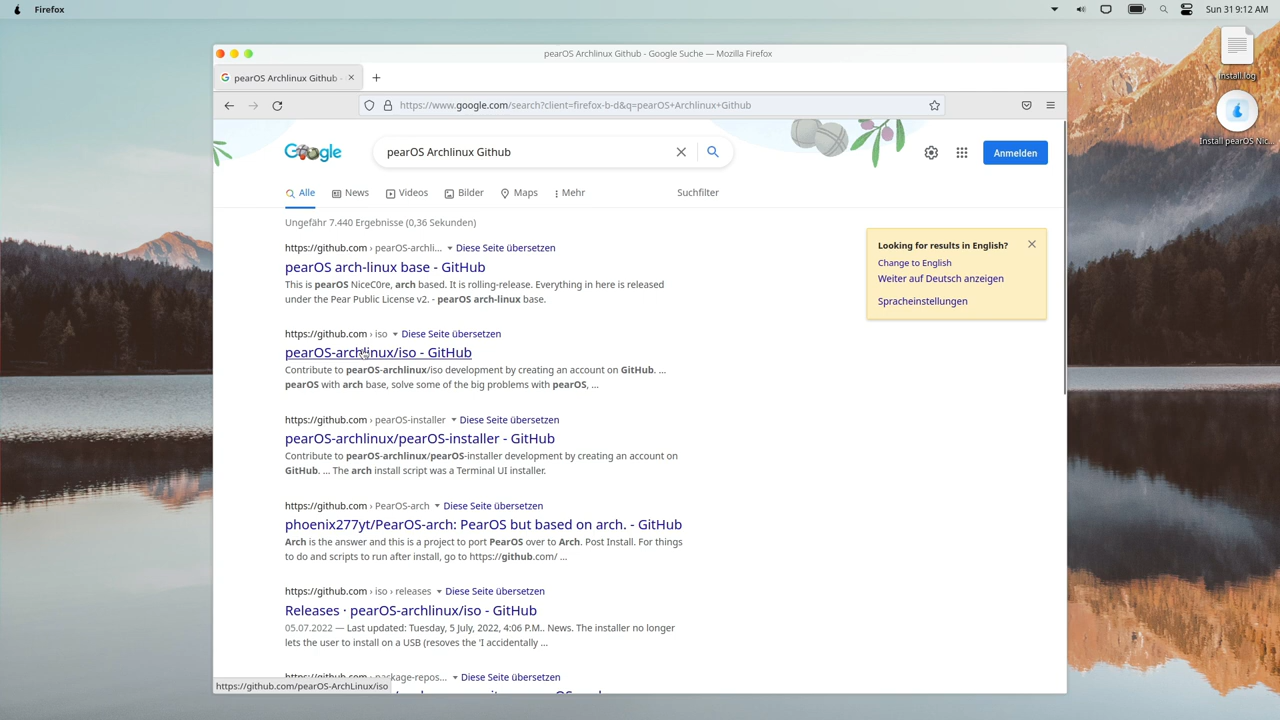 Firefox
Sun 31 9:12 AM
pearOS Archlinux Github - Google Suche — Mozilla Firefox
pearOS Archlinux Github -
https://www.google.com/search?client=firefox-b-d&q=pearOS+Archlinux+Github
pearOS Archlinux Github
Anmelden
Alle News Videos Bilder Maps Mehr Suchfilter
Ungefähr 7.440 Ergebnisse (0,36 Sekunden)
https://github.com › pearOS-archli... Diese Seite übersetzen
pearOS arch-linux base - GitHub
This is pearOS NiceC0re, arch based. It is rolling-release. Everything in here is released
under the Pear Public License v2. - pearOS arch-linux base.
https://github.com › iso Diese Seite übersetzen
pearOS-archlinux/iso - GitHub
Contribute to pearOS-archlinux/iso development by creating an account on GitHub. ...
pearOS with arch base, solve some of the big problems with pearOS, ...
https://github.com › pearOS-installer Diese Seite übersetzen
pearOS-archlinux/pearOS-installer - GitHub
Contribute to pearOS-archlinux/pearOS-installer development by creating an account on
GitHub. ... The arch install script was a Terminal UI installer.
https://github.com › PearOS-arch Diese Seite übersetzen
phoenix277yt/PearOS-arch: PearOS but based on arch. - GitHub
Arch is the answer and this is a project to port PearOS over to Arch. Post Install. For things
to do and scripts to run after install, go to https://github.com/ ...
https://github.com › iso › releases Diese Seite übersetzen
Releases · pearOS-archlinux/iso - GitHub
05.07.2022 — Last updated: Tuesday, 5 July, 2022, 4:06 P.M.. News. The installer no longer
lets the user to install on a USB (resoves the 'I accidentally ...
package-repos... Diese Seite übersetzen
https://github.com/pearOS-ArchLinux/iso
Looking for results in English?
Change to English
Weiter auf Deutsch anzeigen
Spracheinstellungen
Install.log
Install pearOS Nic...